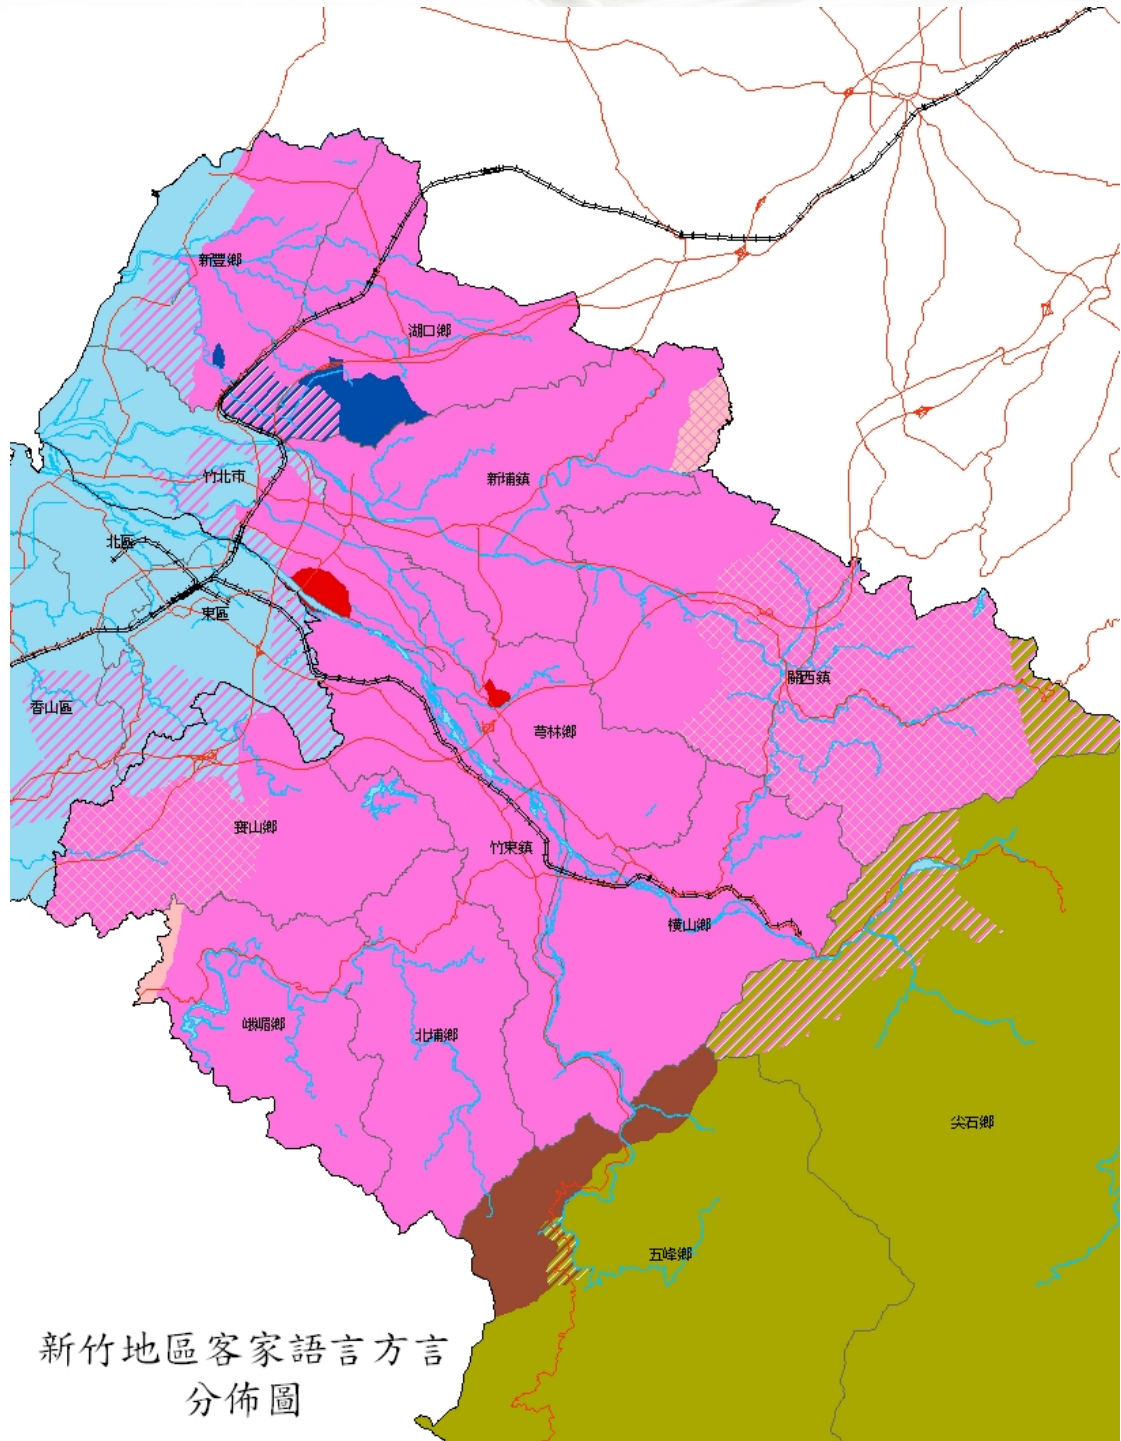 新豐鄉
湖口鄉
竹北市
新埔鎮
北區
東區
關西鎮
香山區
芎林鄉
寶山鄉
竹東鎮
橫山鄉
峨嵋鄉
北埔鄉
尖石鄉
五峰鄉
新竹地區客家語言方言
分佈圖